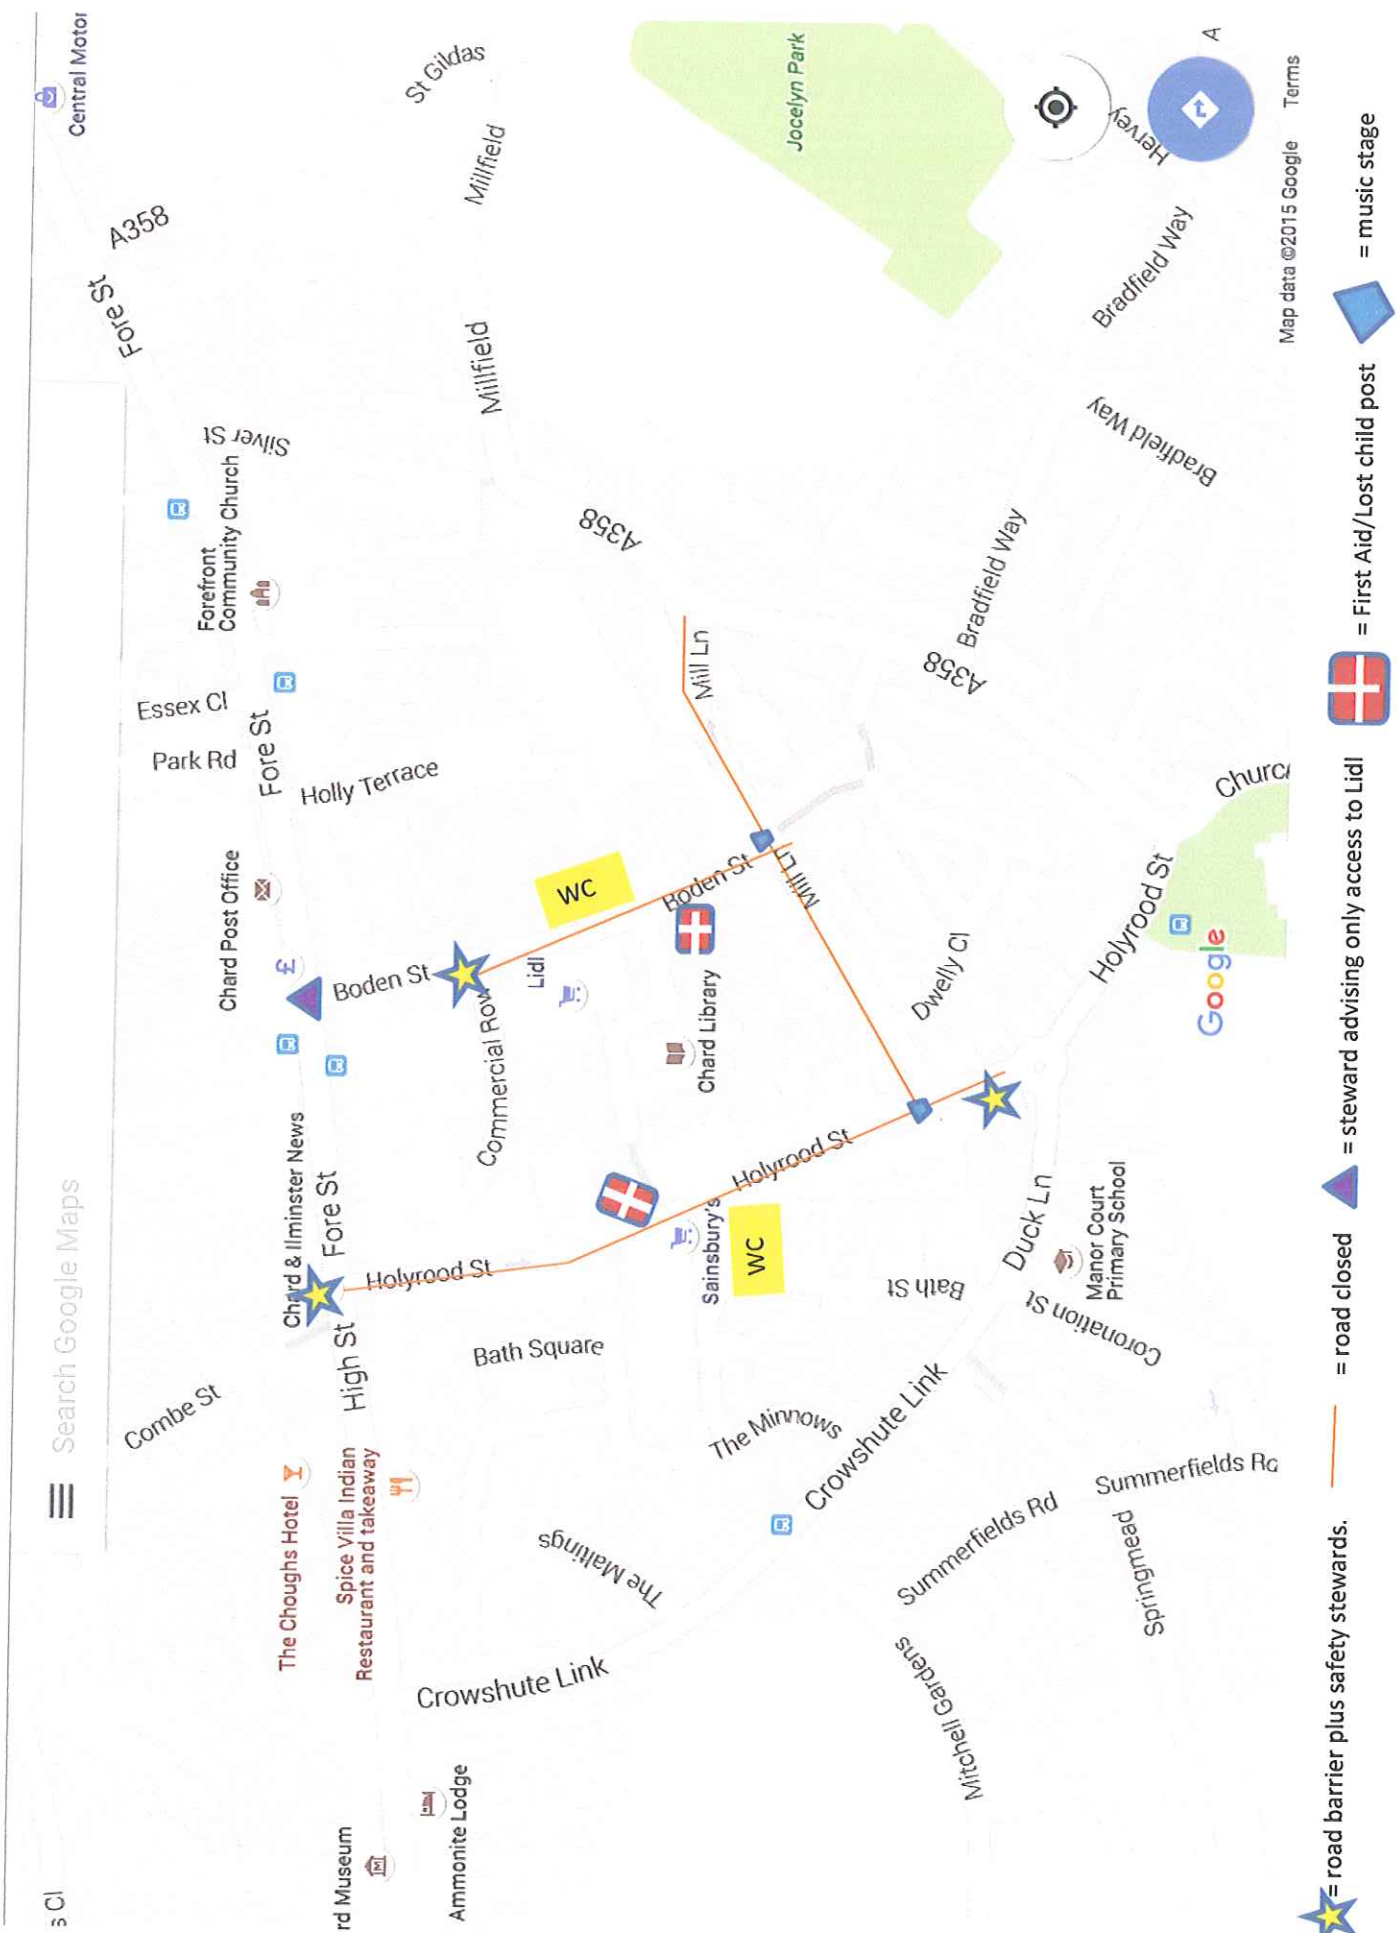 s Cl
Search Google Maps
Central Motor
A358
Fore St
Combe St
Essex Cl
Park Rd
Forefront
Community Church
Silver St
The Choughs Hotel
Chard & Ilminster News
Chard Post Office
£
Fore St
Holly Terrace
rd Museum
Spice Villa Indian
Restaurant and takeaway
High St
Fore St
Boden St
Holyrood St
Ammonite Lodge
Crowshute Link
Bath Square
Commercial Row
Lidl
WC
Millfield
Millfield
St Gildas
The Maltings
A358
Sainsbury's
WC
Holyrood St
Chard Library
Boden St
Mill Ln
Mill Ln
Jocelyn Park
The Minnows
Crowshute Link
Bath St
Dwelly Cl
A358
Bradfield Way
Mitchell Gardens
Summerfields Rd
Duck Ln
Coronation St
Manor Court
Primary School
Holyrood St
Bradfield Way
Bradfield Way
Hervey
Springmead
Summerfields Rd
Google
Churc
A
Map data ©2015 Google
Terms
= road barrier plus safety stewards.
= road closed
= steward advising only access to Lidl
= First Aid/Lost child post
= music stage